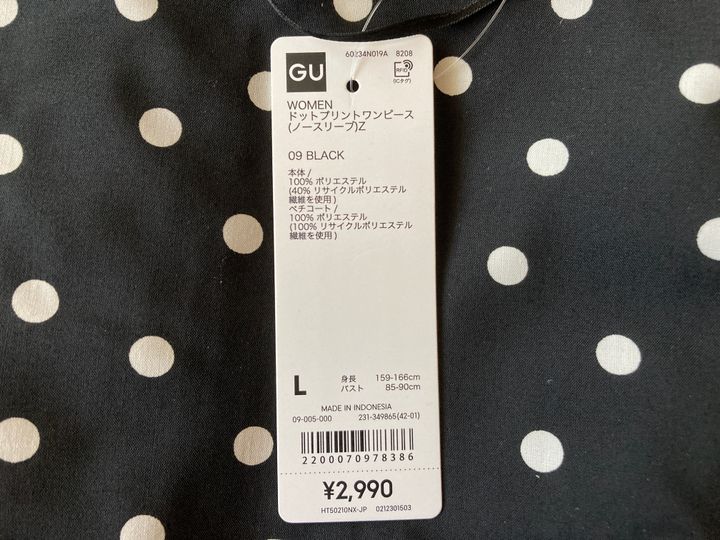 60234N019A 8208
GU
RFID
(ICタグ)
WOMEN
ドットプリントワンピース
(ノースリーブ)Z
09 BLACK
本体 /
100% ポリエステル
(40% リサイクルポリエステル
繊維を使用)
ペチコート /
100% ポリエステル
(100% リサイクルポリエステル
繊維を使用)
L
身長 159-166cm
バスト 85-90cm
MADE IN INDONESIA
09-005-000 231-349865(42-01)
2200070978386
¥2,990
HT50210NX-JP 0212301503